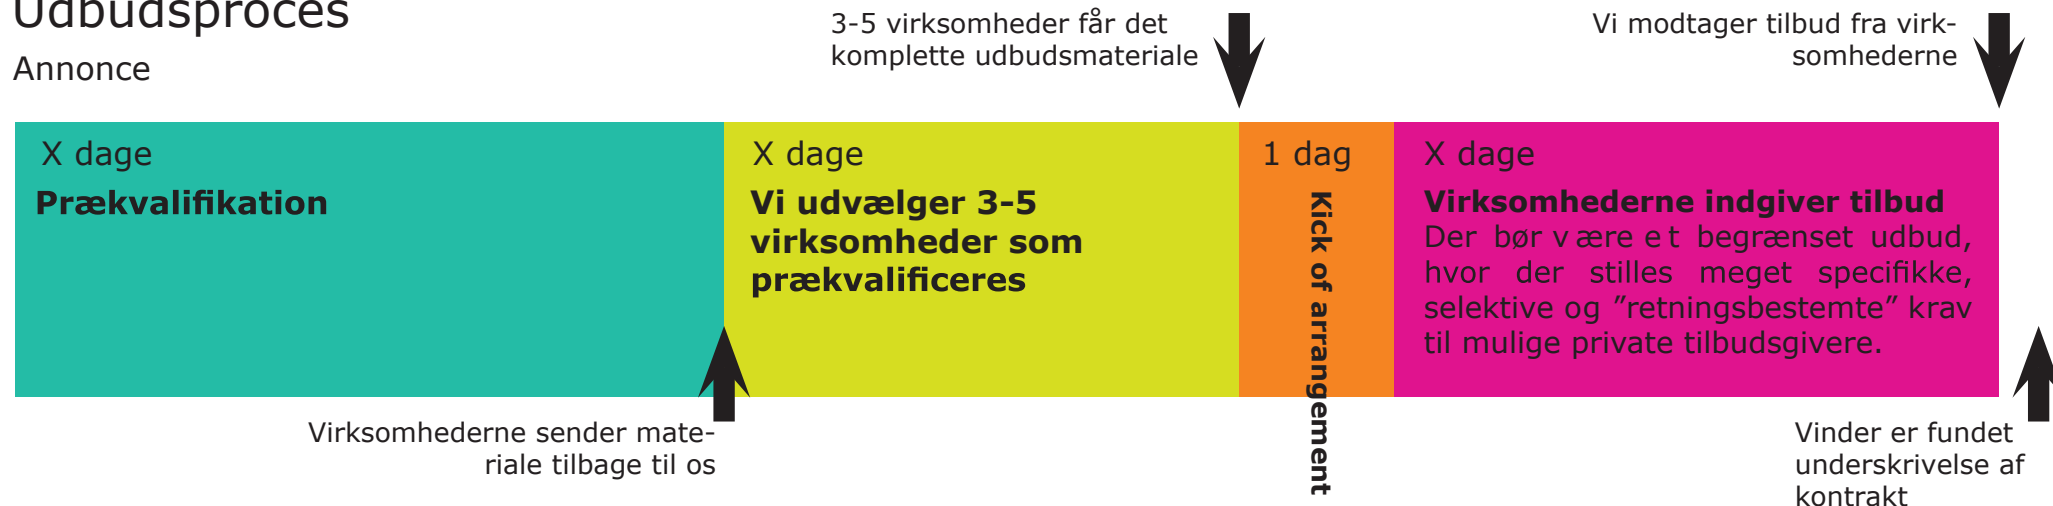 Udbudsproces
Annonce
3-5 virksomheder får det
komplette udbudsmateriale
Vi modtager tilbud fra virk-
somhederne
X dage
Prækvalifikation
X dage
Vi udvælger 3-5
virksomheder som
prækvalificeres
1 dag
Kick of arrangement
X dage
Virksomhederne indgiver tilbud
Der bør være et begrænset udbud,
hvor der stilles meget specifikke,
selektive og ”retningsbestemte” krav
til mulige private tilbudsgivere.
Virksomhederne sender mate-
riale tilbage til os
Vinder er fundet
underskrivelse af
kontrakt